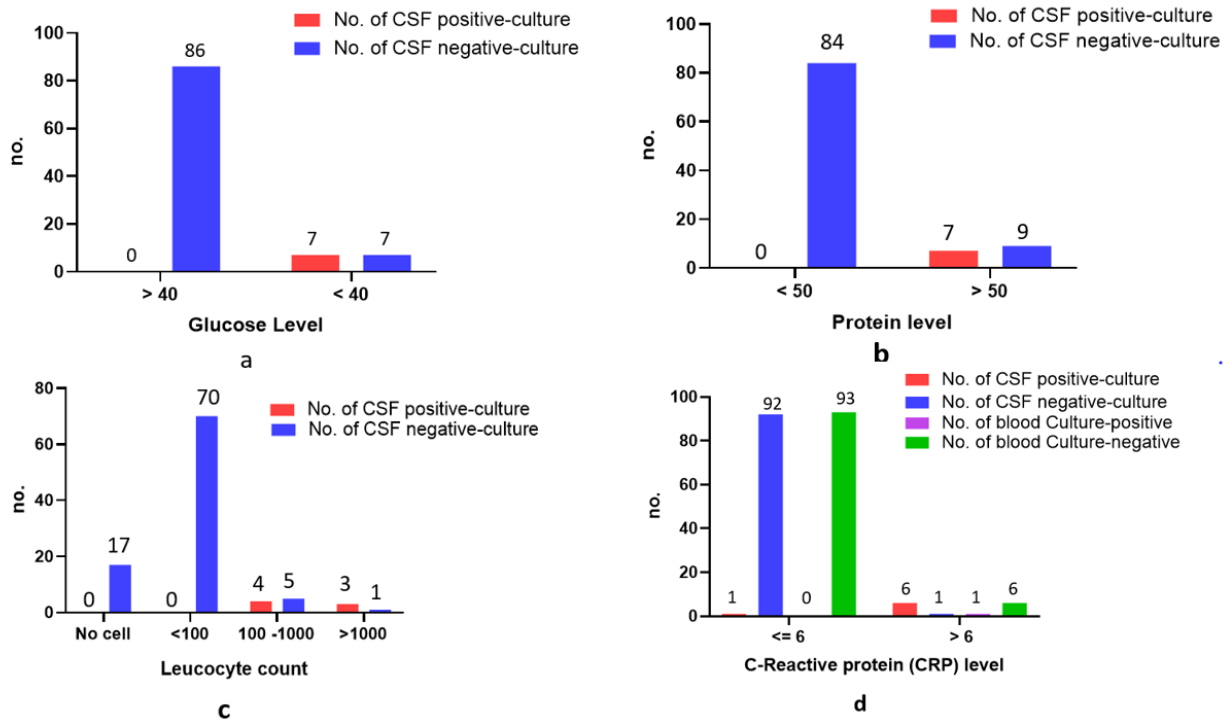 No. of CSF positive-culture
No. of CSF negative-culture
100
80
60
40
20
0
no.
0
86
7
7
> 40
< 40
Glucose Level
a
No. of CSF positive-culture
No. of CSF negative-culture
100
80
60
40
20
0
no.
0
84
7
9
< 50
> 50
Protein level
b
No. of CSF positive-culture
No. of CSF negative-culture
80
60
40
20
0
no.
0
17
0
70
4
5
3
1
No cell
<100
100 -1000
>1000
Leucocyte count
c
No. of CSF positive-culture
No. of CSF negative-culture
No. of blood Culture-positive
No. of blood Culture-negative
100
80
60
40
20
0
no.
1
92
0
93
6
1
1
6
<= 6
> 6
C-Reactive protein (CRP) level
d